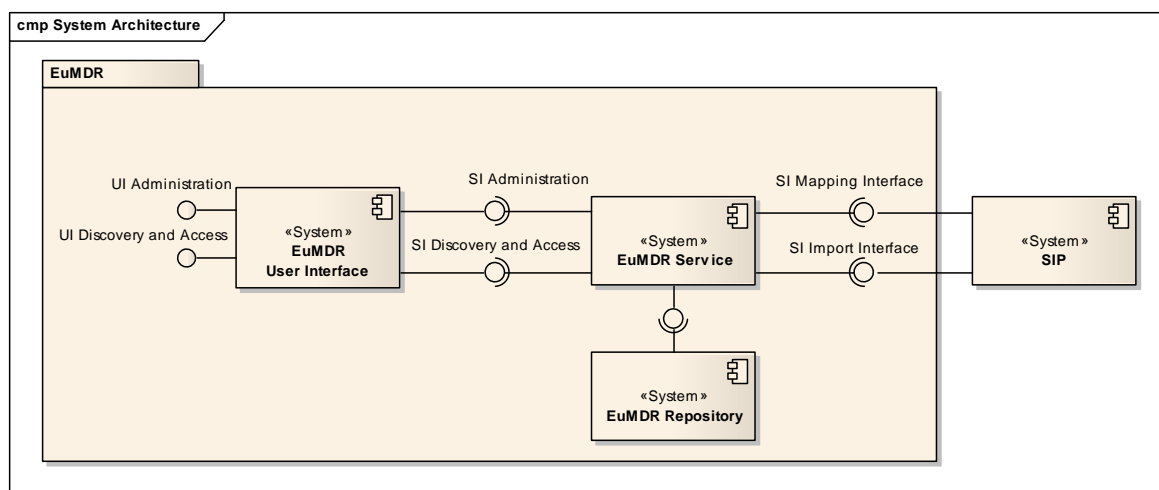 cmp System Architecture
EuMDR
UI Administration
UI Discovery and Access
«System»
EuMDR
User Interface
SI Administration
SI Discovery and Access
«System»
EuMDR Service
SI Mapping Interface
SI Import Interface
«System»
SIP
«System»
EuMDR Repository